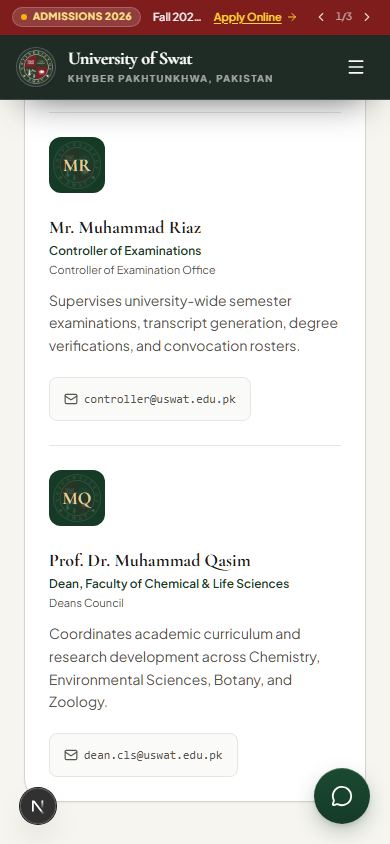 ADMISSIONS 2026 Fall 202... Apply Online → 1/3
University of Swat
KHYBER PAKHTUNKHWA, PAKISTAN
MR
Mr. Muhammad Riaz
Controller of Examinations
Controller of Examination Office
Supervises university-wide semester
examinations, transcript generation, degree
verifications, and convocation rosters.
controller@uswat.edu.pk
MQ
Prof. Dr. Muhammad Qasim
Dean, Faculty of Chemical & Life Sciences
Deans Council
Coordinates academic curriculum and
research development across Chemistry,
Environmental Sciences, Botany, and
Zoology.
dean.cls@uswat.edu.pk
N